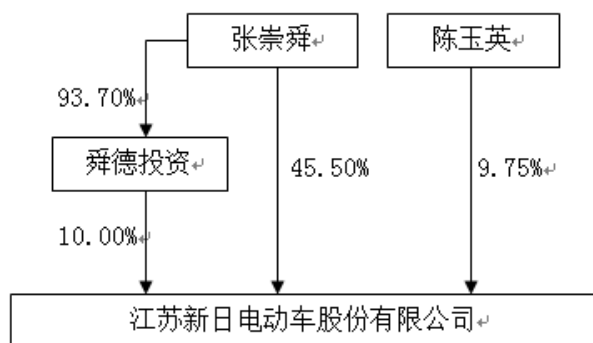 张崇舜
陈玉英
93.70%
舜德投资
45.50%
9.75%
10.00%
江苏新日电动车股份有限公司